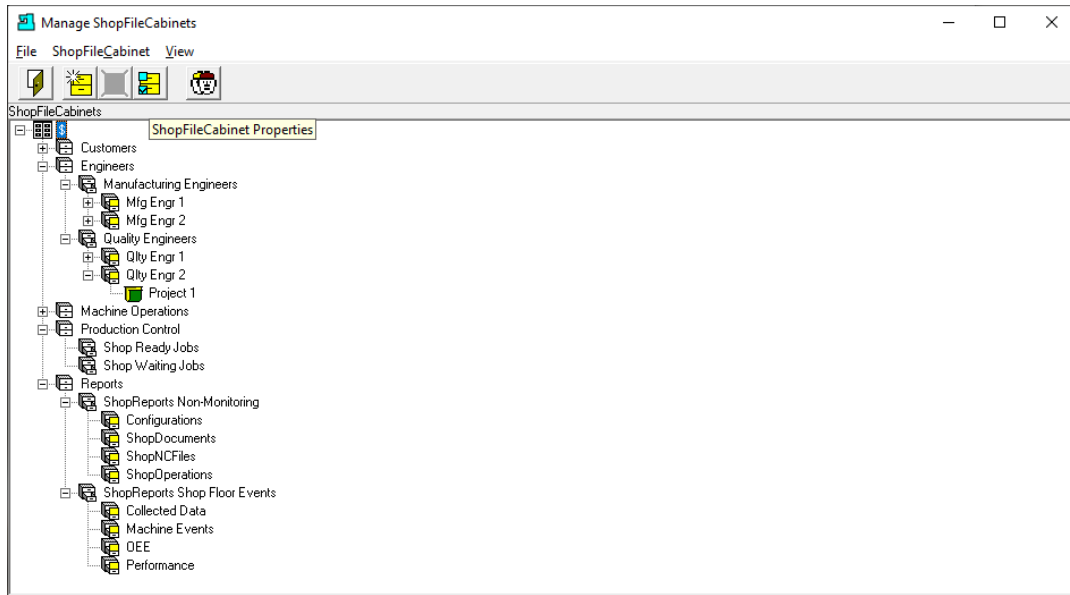 Manage ShopFileCabinets
File ShopFileCabinet View
ShopFileCabinets
$
ShopFileCabinet Properties
Customers
Engineers
Manufacturing Engineers
Mfg Engr 1
Mfg Engr 2
Quality Engineers
Qlty Engr 1
Qlty Engr 2
Project 1
Machine Operations
Production Control
Shop Ready Jobs
Shop Waiting Jobs
Reports
ShopReports Non-Monitoring
Configurations
ShopDocuments
ShopNCFiles
ShopOperations
ShopReports Shop Floor Events
Collected Data
Machine Events
OEE
Performance